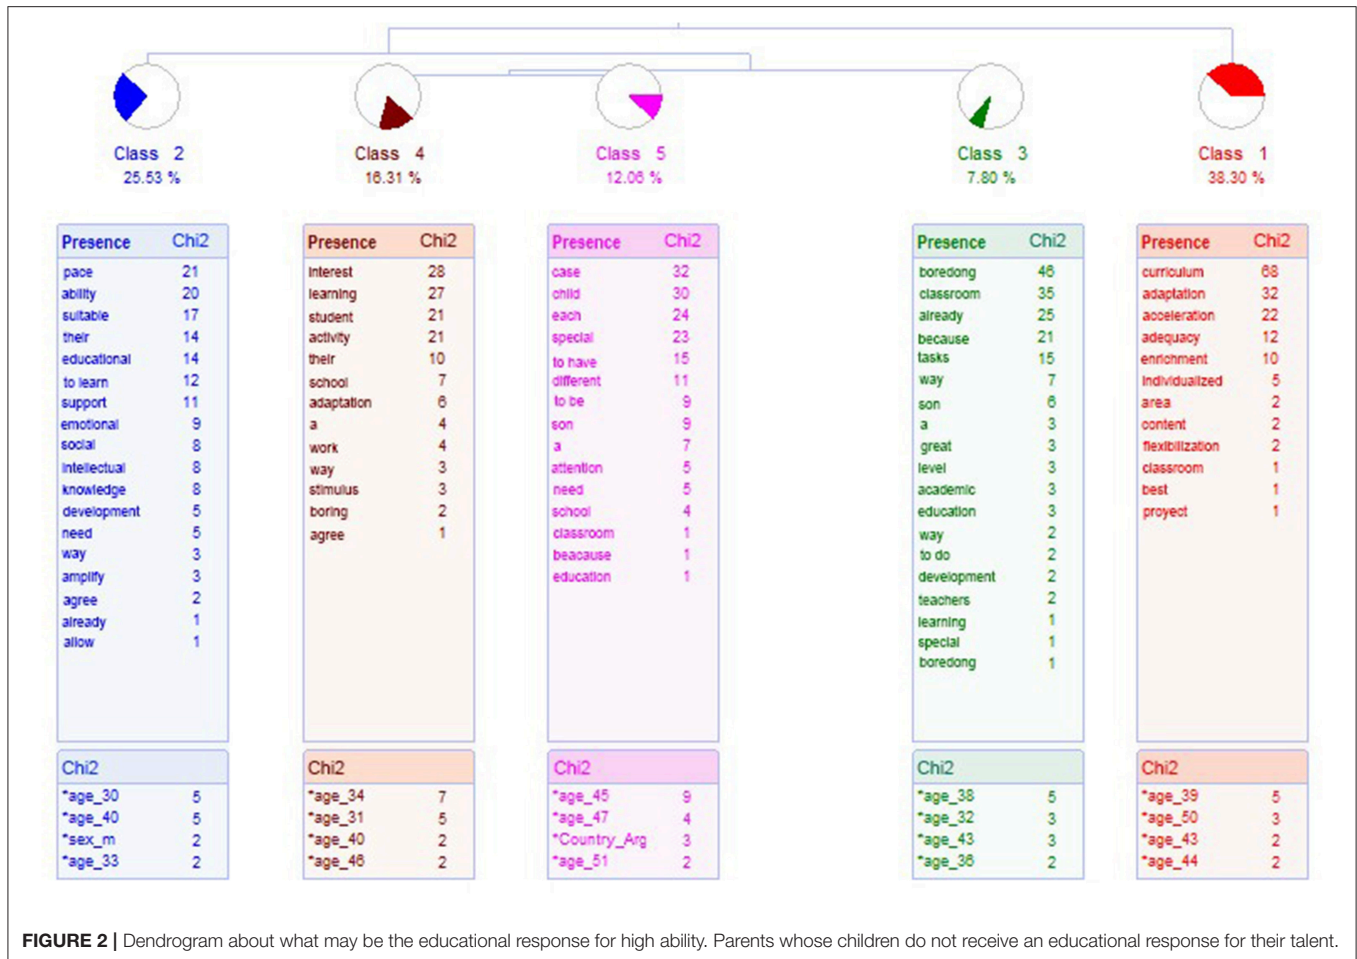 Class 2
25.53 %
Class 4
16.31 %
Class 5
12.06 %
Class 3
7.80 %
Class 1
38.30 %
Presence Chi2
pace 21
ability 20
suitable 17
their 14
educational 14
to learn 12
support 11
emotional 9
social 8
intellectual 8
knowledge 8
development 5
need 5
way 3
amplify 3
agree 2
already 1
allow 1
Chi2
*age_30 5
*age_40 5
*sex_m 2
*age_33 2
Presence Chi2
interest 28
learning 27
student 21
activity 21
their 10
school 7
adaptation 6
a 4
work 4
way 3
stimulus 3
boring 2
agree 1
Chi2
*age_34 7
*age_31 5
*age_40 2
*age_46 2
Presence Chi2
case 32
child 30
each 24
special 23
to have 15
different 11
to be 9
son 9
a 7
attention 5
need 5
school 4
classroom 1
beacause 1
education 1
Chi2
*age_45 9
*age_47 4
*Country_Arg 3
*age_51 2
Presence Chi2
boredong 46
classroom 35
already 25
because 21
tasks 15
way 7
son 6
a 3
great 3
level 3
academic 3
education 3
way 2
to do 2
development 2
teachers 2
learning 1
special 1
boredong 1
Chi2
*age_38 5
*age_32 3
*age_43 3
*age_36 2
Presence Chi2
curriculum 68
adaptation 32
acceleration 22
adequacy 12
enrichment 10
individualized 5
area 2
content 2
flexibilization 2
classroom 1
best 1
proyect 1
Chi2
*age_39 5
*age_50 3
*age_43 2
*age_44 2
FIGURE 2 | Dendrogram about what may be the educational response for high ability. Parents whose children do not receive an educational response for their talent.